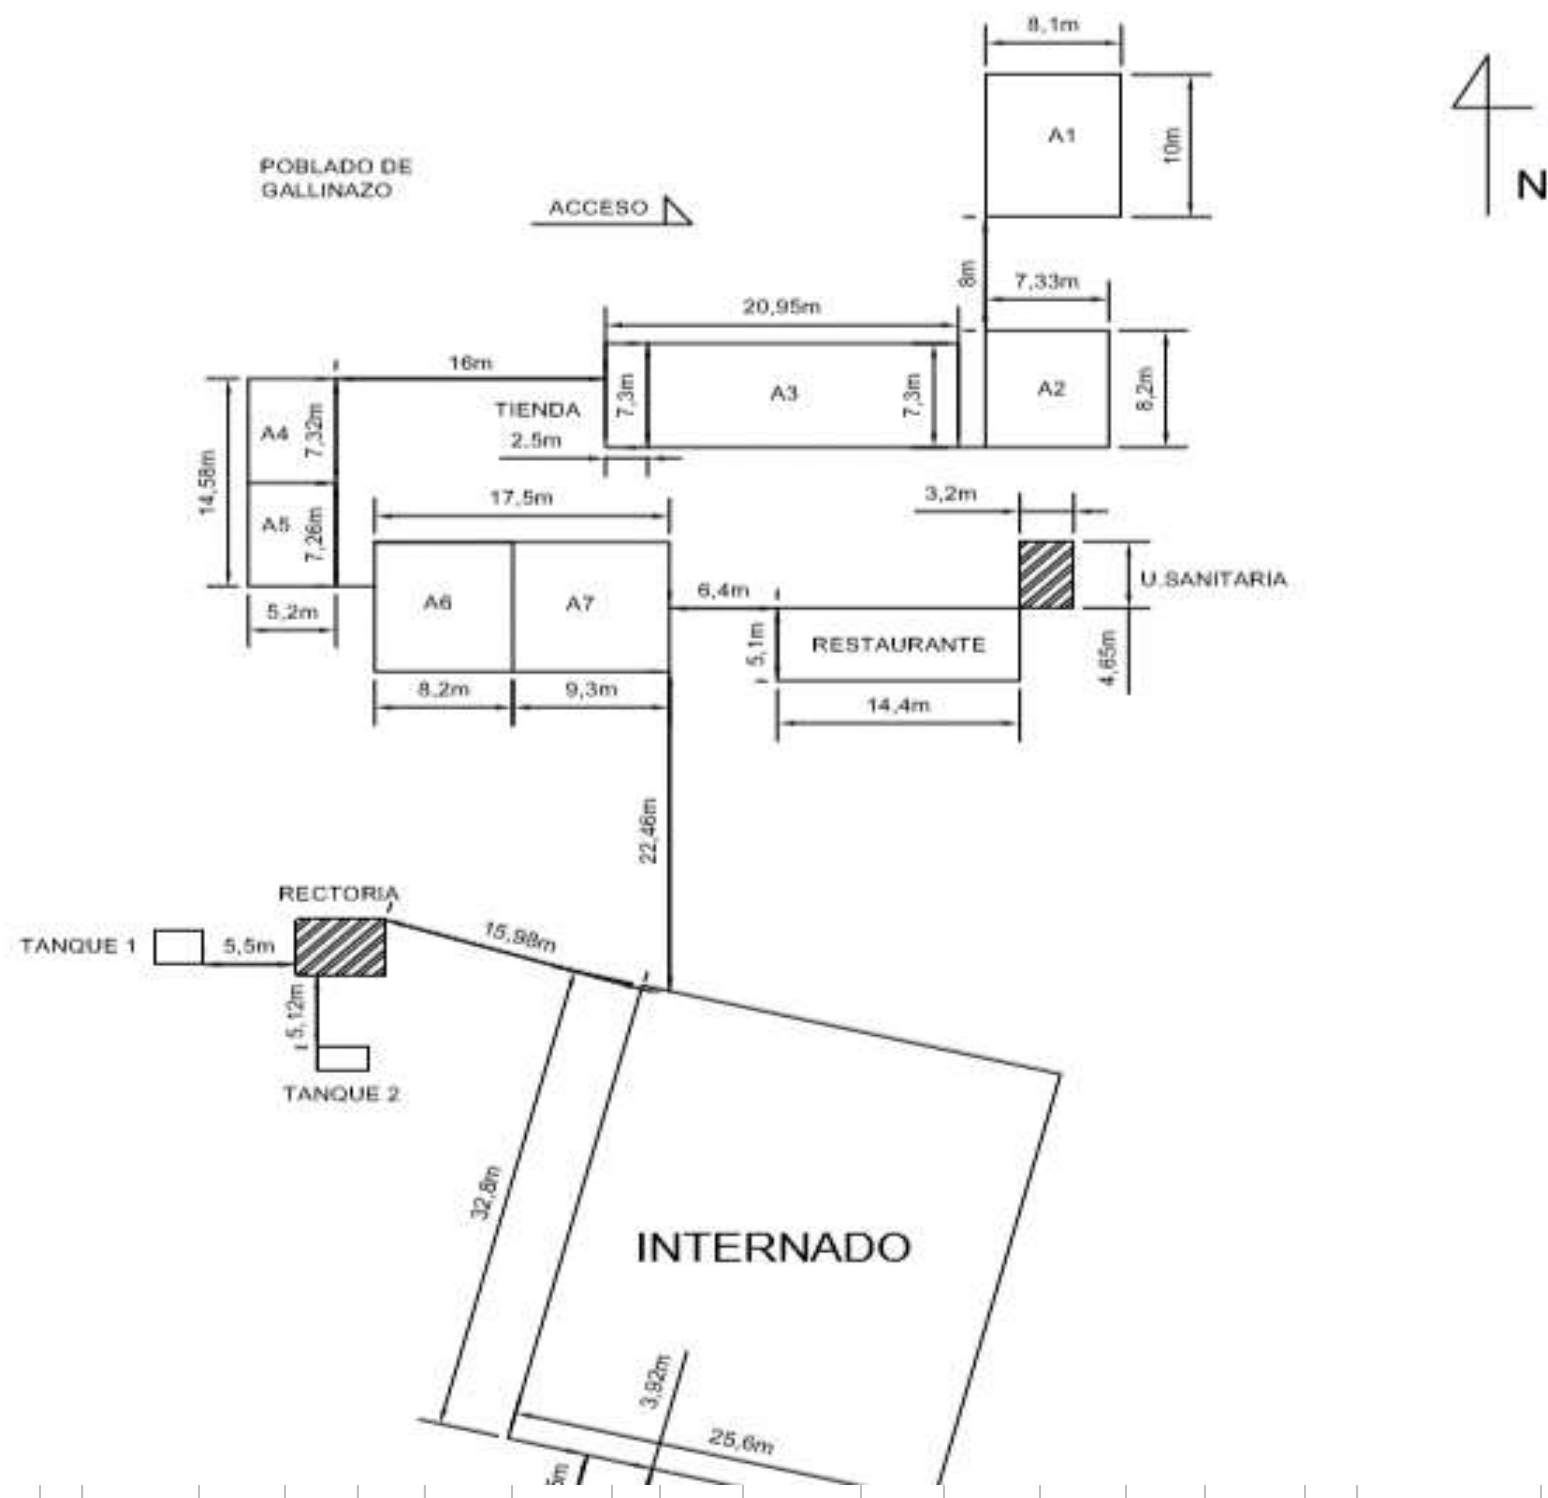 8,1m
A1
10m
N
POBLADO DE
GALLINAZO
ACCESO
8m
7,33m
20,95m
16m
A3
7,3m
7,3m
A2
8,2m
TIENDA
2.5m
A4
7,32m
14,58m
17,5m
3,2m
A5
7,26m
U.SANITARIA
6,4m
A6
A7
5,2m
5,1m
RESTAURANTE
4,65m
8,2m
9,3m
14,4m
22,46m
RECTORIA
15,98m
TANQUE 1
5,5m
5,12m
TANQUE 2
32,8m
INTERNADO
3,92m
25,6m
5m